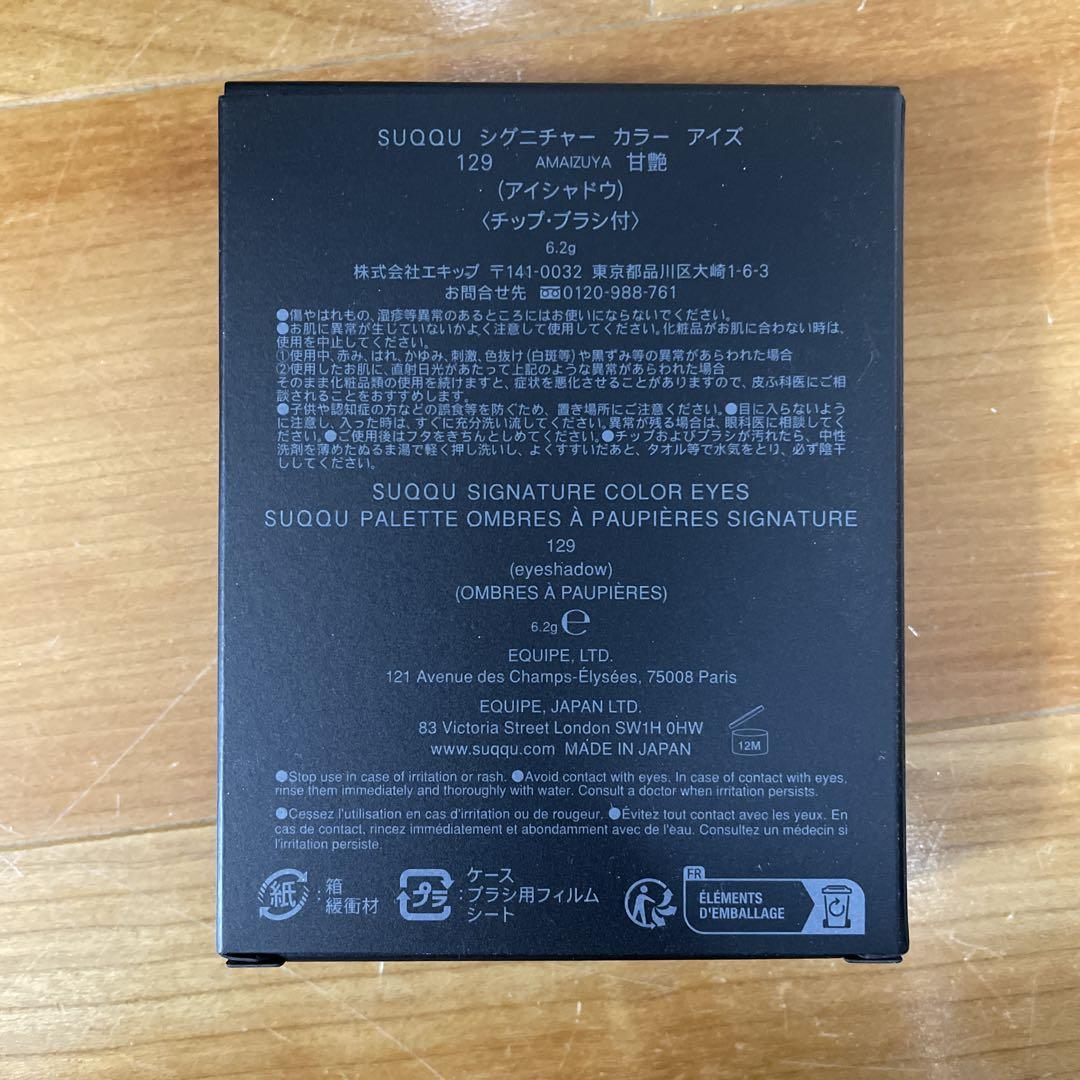 SUQQU シグニチャー カラー アイズ
129 AMAIZUYA 甘艶
(アイシャドウ)
〈チップ・ブラシ付〉
6.2g
株式会社エキップ 〒141-0032 東京都品川区大崎1-6-3
お問合せ先 0120-988-761
●傷やはれもの、湿疹等異常のあるところにはお使いにならないでください。
●お肌に異常が生じていないかよく注意して使用してください。化粧品がお肌に合わない時は、
使用を中止してください。
①使用中、赤み、はれ、かゆみ、刺激、色抜け(白斑等)や黒ずみ等の異常があらわれた場合
②使用したお肌に、直射日光があたって上記のような異常があらわれた場合
そのまま化粧品類の使用を続けますと、症状を悪化させることがありますので、皮ふ科医にご相
談されることをおすすめします。
●子供や認知症の方などの誤食等を防ぐため、置き場所にご注意ください。●目に入らないよう
に注意し、入った時は、すぐに充分洗い流してください。異常が残る場合は、眼科医に相談してく
ださい。●ご使用後はフタをきちんとしめてください。●チップおよびブラシが汚れたら、中性
洗剤を薄めたぬるま湯で軽く押し洗いし、よくすすいだあと、タオル等で水気をとり、必ず陰干
ししてください。
SUQQU SIGNATURE COLOR EYES
SUQQU PALETTE OMBRES À PAUPIÈRES SIGNATURE
129
(eyeshadow)
(OMBRES À PAUPIÈRES)
6.2g ℮
EQUIPE, LTD.
121 Avenue des Champs-Élysées, 75008 Paris
EQUIPE, JAPAN LTD.
83 Victoria Street London SW1H 0HW
www.suqqu.com MADE IN JAPAN
12M
●Stop use in case of irritation or rash. ●Avoid contact with eyes. In case of contact with eyes,
rinse them immediately and thoroughly with water. Consult a doctor when irritation persists.
●Cessez l'utilisation en cas d'irritation ou de rougeur. ●Évitez tout contact avec les yeux. En
cas de contact, rincez immédiatement et abondamment avec de l'eau. Consultez un médecin si
l'irritation persiste.
紙 :箱
緩衝材
プラ :ケース
ブラシ用フィルム
シート
FR
ÉLÉMENTS
D'EMBALLAGE